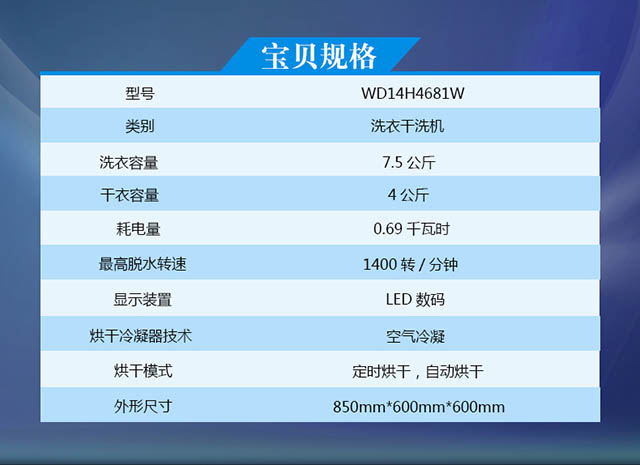 宝贝规格
型号 WD14H4681W
类别 洗衣干洗机
洗衣容量 7.5 公斤
干衣容量 4 公斤
耗电量 0.69 千瓦时
最高脱水转速 1400 转 / 分钟
显示装置 LED 数码
烘干冷凝器技术 空气冷凝
烘干模式 定时烘干，自动烘干
外形尺寸 850mm*600mm*600mm